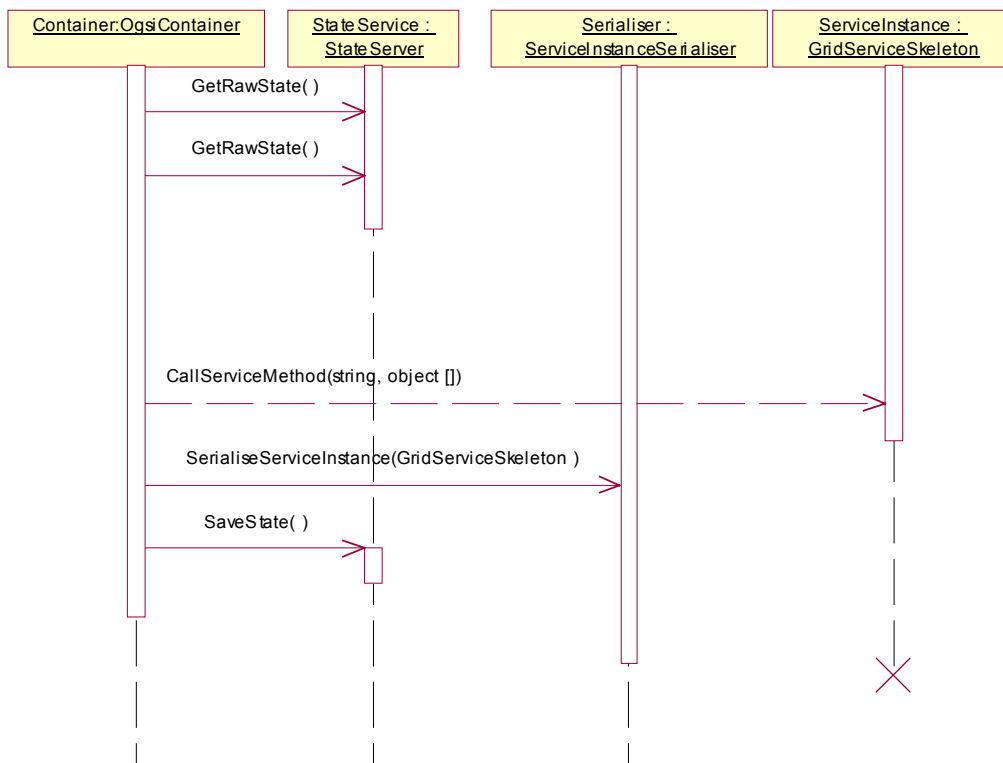 Container:OgsiContainer
StateService :
StateServer
Serialiser :
ServiceInstanceSerialiser
ServiceInstance :
GridServiceSkeleton
GetRawState( )
GetRawState( )
CallServiceMethod(string, object [])
SerialiseServiceInstance(GridServiceSkeleton )
SaveState( )